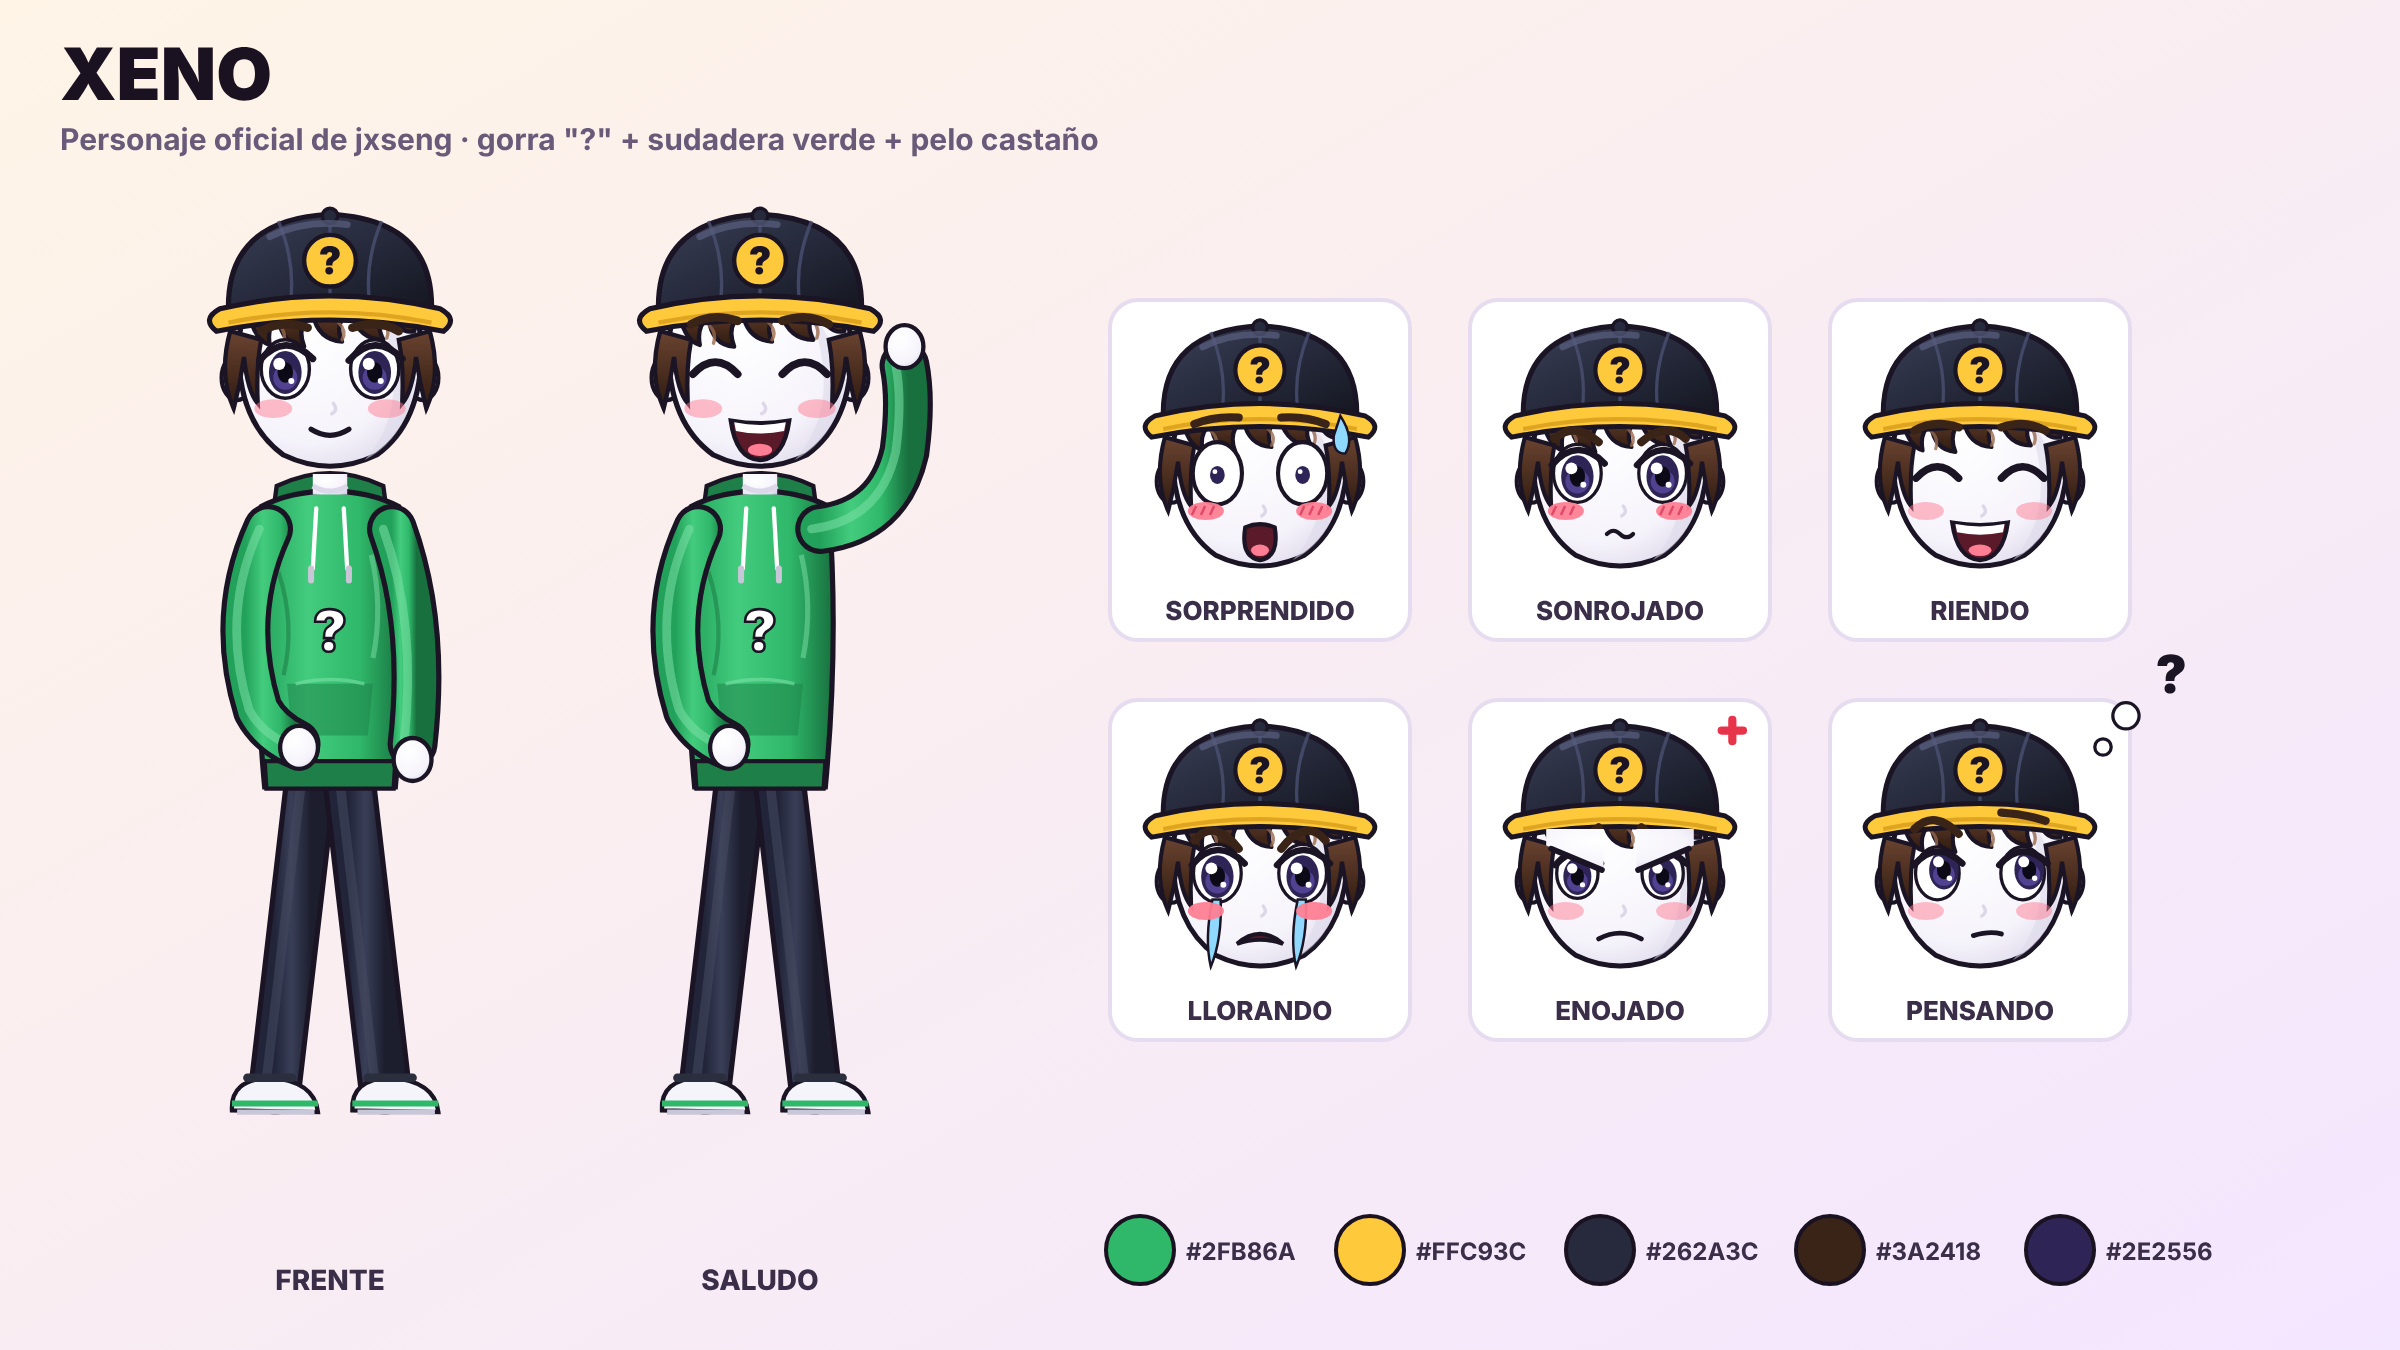 XENO
Personaje oficial de jxseng · gorra "?" + sudadera verde + pelo castaño
?
?
?
?
?
?
?
SORPRENDIDO
SONROJADO
RIENDO
?
?
?
?
LLORANDO
ENOJADO
PENSANDO
#2FB86A
#FFC93C
#262A3C
#3A2418
#2E2556
FRENTE
SALUDO